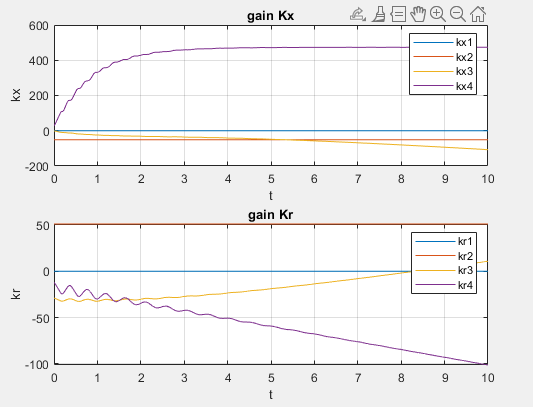 gain Kx
600
400
200
0
-200
kx
0 1 2 3 4 5 6 7 8 9 10
t
kx1
kx2
kx3
kx4
gain Kr
50
0
-50
-100
kr
0 1 2 3 4 5 6 7 8 9 10
t
kr1
kr2
kr3
kr4